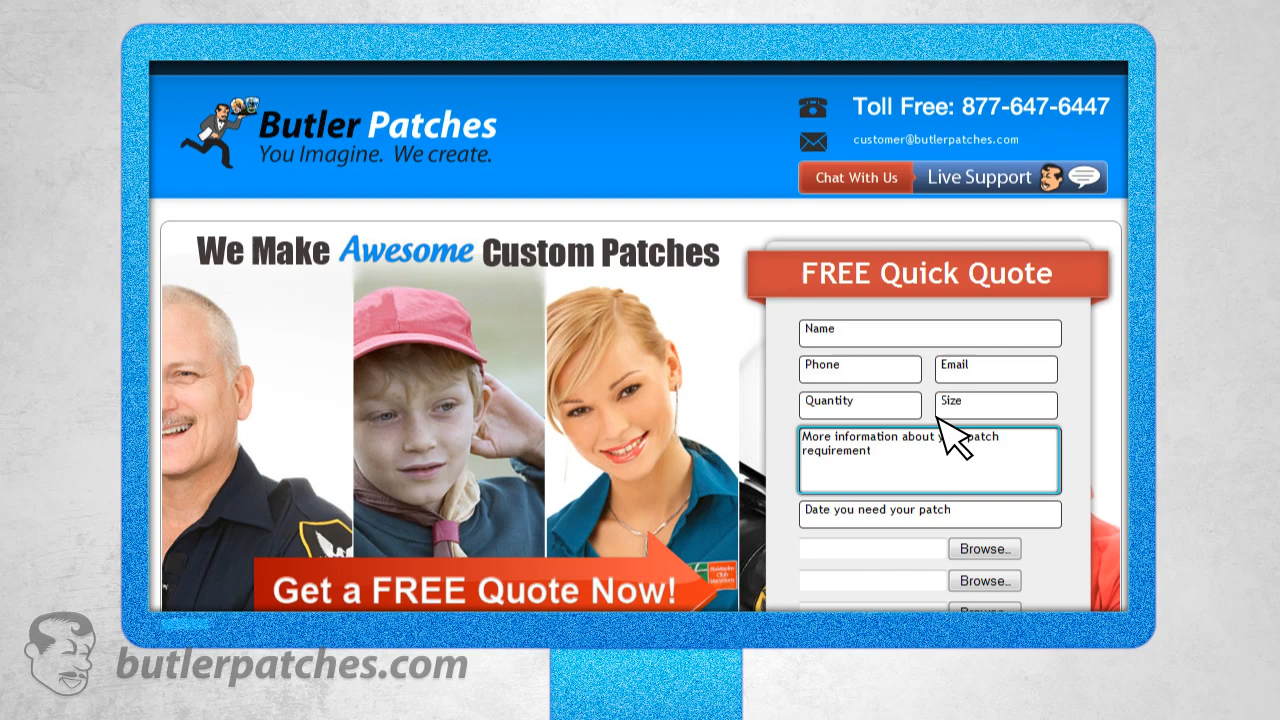 Butler Patches
You Imagine. We create.
Toll Free: 877-647-6447
customer@butlerpatches.com
Chat With Us
Live Support
We Make Awesome Custom Patches
FREE Quick Quote
Name
Phone
Email
Quantity
Size
More information about patch
requirement
Date you need your patch
Browse...
Browse...
Browse...
Get a FREE Quote Now!
butlerpatches.com